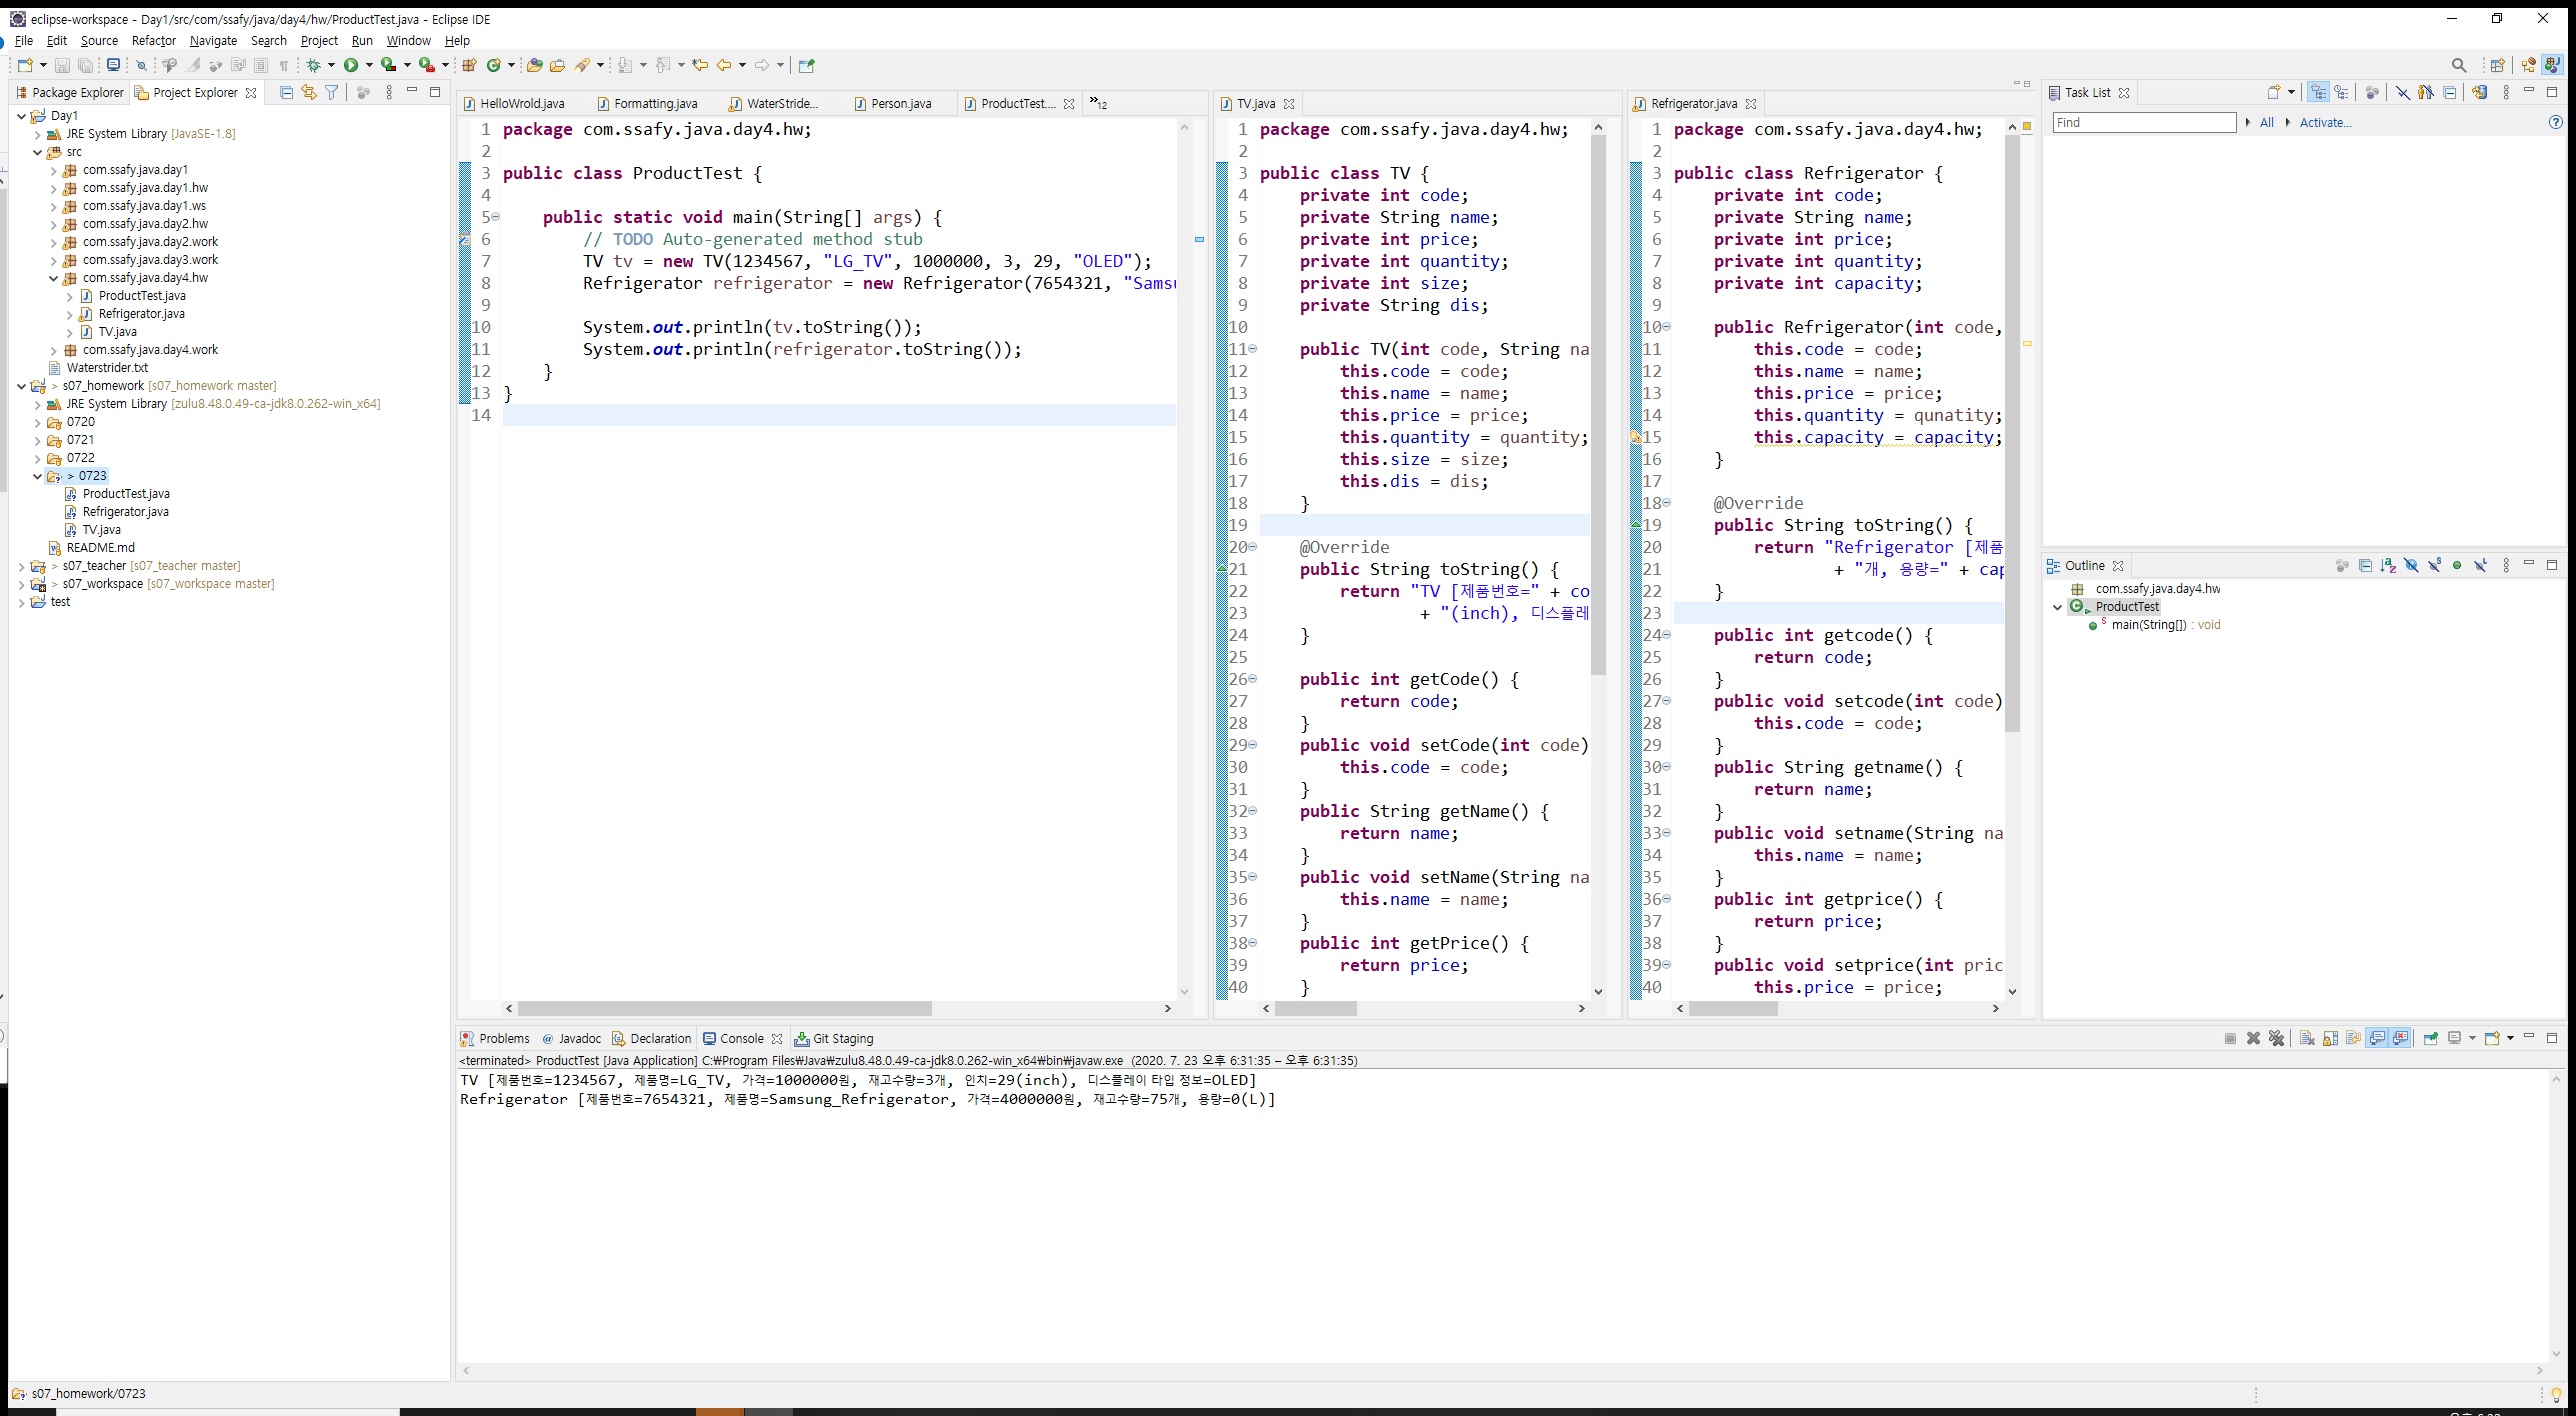 eclipse-workspace - Day1/src/com/ssafy/java/day4/hw/ProductTest.java - Eclipse IDE
File Edit Source Refactor Navigate Search Project Run Window Help
Package Explorer Project Explorer
Day1
JRE System Library [JavaSE-1.8]
src
com.ssafy.java.day1
com.ssafy.java.day1.hw
com.ssafy.java.day1.ws
com.ssafy.java.day2.hw
com.ssafy.java.day2.work
com.ssafy.java.day3.work
com.ssafy.java.day4.hw
ProductTest.java
Refrigerator.java
TV.java
com.ssafy.java.day4.work
Waterstrider.txt
> s07_homework [s07_homework master]
JRE System Library [zulu8.48.0.49-ca-jdk8.0.262-win_x64]
0720
0721
0722
> 0723
ProductTest.java
Refrigerator.java
TV.java
README.md
> s07_teacher [s07_teacher master]
> s07_workspace [s07_workspace master]
test
HelloWrold.java Formatting.java WaterStride... Person.java ProductTest.... »12
1 package com.ssafy.java.day4.hw;
2
3 public class ProductTest {
4
5 public static void main(String[] args) {
6 // TODO Auto-generated method stub
7 TV tv = new TV(1234567, "LG_TV", 1000000, 3, 29, "OLED");
8 Refrigerator refrigerator = new Refrigerator(7654321, "Samsu
9
10 System.out.println(tv.toString());
11 System.out.println(refrigerator.toString());
12 }
13 }
14
TV.java
1 package com.ssafy.java.day4.hw;
2
3 public class TV {
4 private int code;
5 private String name;
6 private int price;
7 private int quantity;
8 private int size;
9 private String dis;
10
11 public TV(int code, String na
12 this.code = code;
13 this.name = name;
14 this.price = price;
15 this.quantity = quantity;
16 this.size = size;
17 this.dis = dis;
18 }
19
20 @Override
21 public String toString() {
22 return "TV [제품번호=" + co
23 + "(inch), 디스플레
24 }
25
26 public int getCode() {
27 return code;
28 }
29 public void setCode(int code)
30 this.code = code;
31 }
32 public String getName() {
33 return name;
34 }
35 public void setName(String na
36 this.name = name;
37 }
38 public int getPrice() {
39 return price;
40 }
Refrigerator.java
1 package com.ssafy.java.day4.hw;
2
3 public class Refrigerator {
4 private int code;
5 private String name;
6 private int price;
7 private int quantity;
8 private int capacity;
9
10 public Refrigerator(int code,
11 this.code = code;
12 this.name = name;
13 this.price = price;
14 this.quantity = qunatity;
15 this.capacity = capacity;
16 }
17
18 @Override
19 public String toString() {
20 return "Refrigerator [제품
21 + "개, 용량=" + cap
22 }
23
24 public int getcode() {
25 return code;
26 }
27 public void setcode(int code)
28 this.code = code;
29 }
30 public String getname() {
31 return name;
32 }
33 public void setname(String na
34 this.name = name;
35 }
36 public int getprice() {
37 return price;
38 }
39 public void setprice(int pric
40 this.price = price;
Task List
Find All Activate...
Outline
com.ssafy.java.day4.hw
ProductTest
main(String[]) : void
Problems @ Javadoc Declaration Console Git Staging
<terminated> ProductTest [Java Application] C:₩Program Files₩Java₩zulu8.48.0.49-ca-jdk8.0.262-win_x64₩bin₩javaw.exe (2020. 7. 23 오후 6:31:35 – 오후 6:31:35)
TV [제품번호=1234567, 제품명=LG_TV, 가격=1000000원, 재고수량=3개, 인치=29(inch), 디스플레이 타입 정보=OLED]
Refrigerator [제품번호=7654321, 제품명=Samsung_Refrigerator, 가격=4000000원, 재고수량=75개, 용량=0(L)]
s07_homework/0723